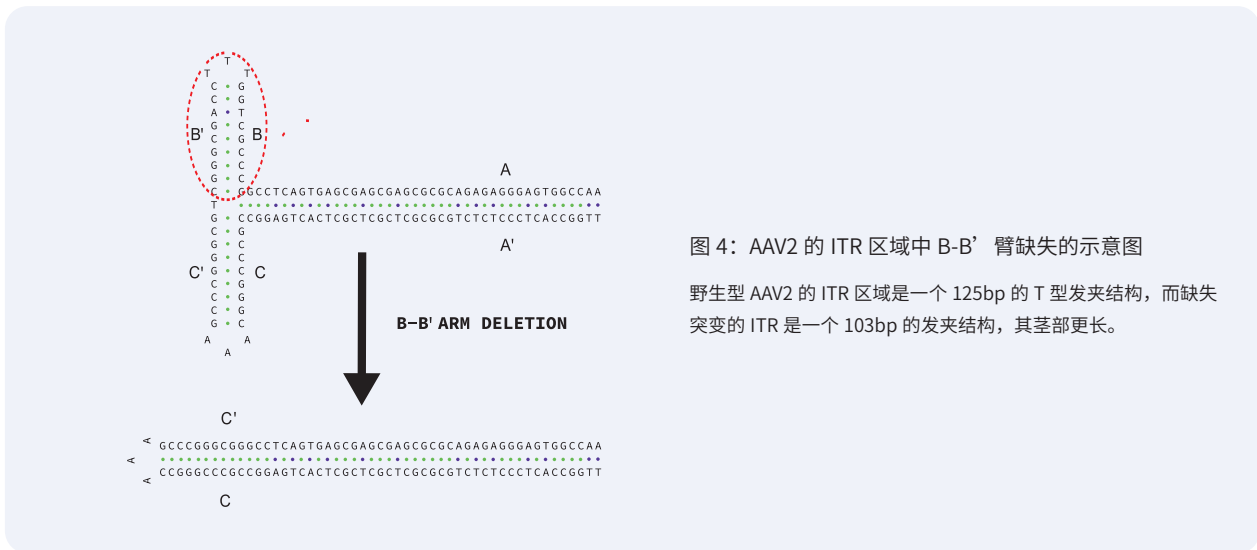 T
T T
C G
C G
A T
G C
B' C G B
G C
G C
G C
A
C GGCCTCAGTGAGCGAGCGAGCGCGCAGAGAGGGAGTGGCCAA
T
G CCGGAGTCACTCGCTCGCTCGCGCGTCTCTCCCTCACCGGTT
C G
A'
G C
G C
C' G C C
C G
C G
C G
G C
A A
A
B-B' ARM DELETION
C'
A GCCCGGGCGGGCCTCAGTGAGCGAGCGAGCGCGCAGAGAGGGAGTGGCCAA
A
A CCGGGCCCGCCGGAGTCACTCGCTCGCTCGCGCGTCTCTCCCTCACCGGTT
C
图 4：AAV2 的 ITR 区域中 B-B’臂缺失的示意图
野生型 AAV2 的 ITR 区域是一个 125bp 的 T 型发夹结构，而缺失
突变的 ITR 是一个 103bp 的发夹结构，其茎部更长。